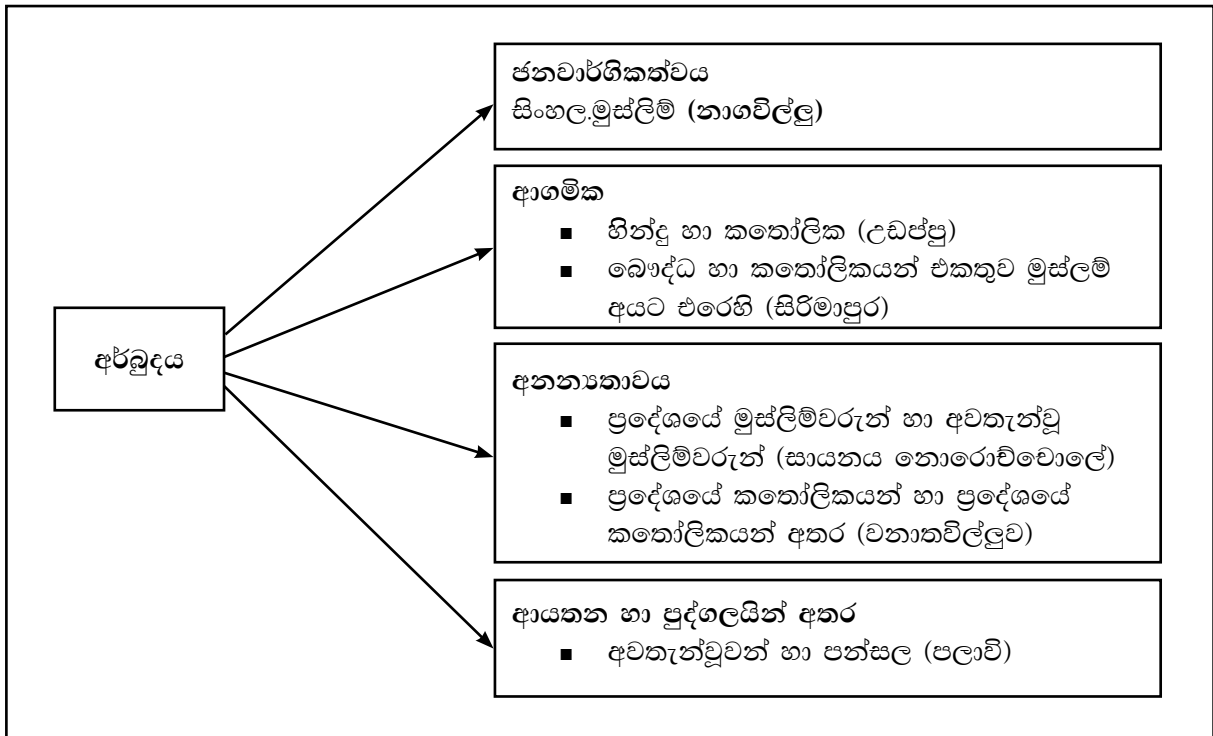 ජනවාර්ගිකත්වය
සිංහල.මුස්ලිම් (නාගවිල්ලු)
ආගමික
■ හින්දු හා කතෝලික (උඩප්පු)
■ බෞද්ධ හා කතෝලිකයන් එකතුව මුස්ලම්
අයට එරෙහි (සිරිමාපුර)
අර්බුදය
අනන්‍යතාවය
■ ප්‍රදේශයේ මුස්ලිම්වරුන් හා අවතැන්වූ
මුස්ලිම්වරුන් (සායනය නොරොච්චොලේ)
■ ප්‍රදේශයේ කතෝලිකයන් හා ප්‍රදේශයේ
කතෝලිකයන් අතර (වනාතවිල්ලුව)
ආයතන හා පුද්ගලයින් අතර
■ අවතැන්වූවන් හා පන්සල (පලාවි)